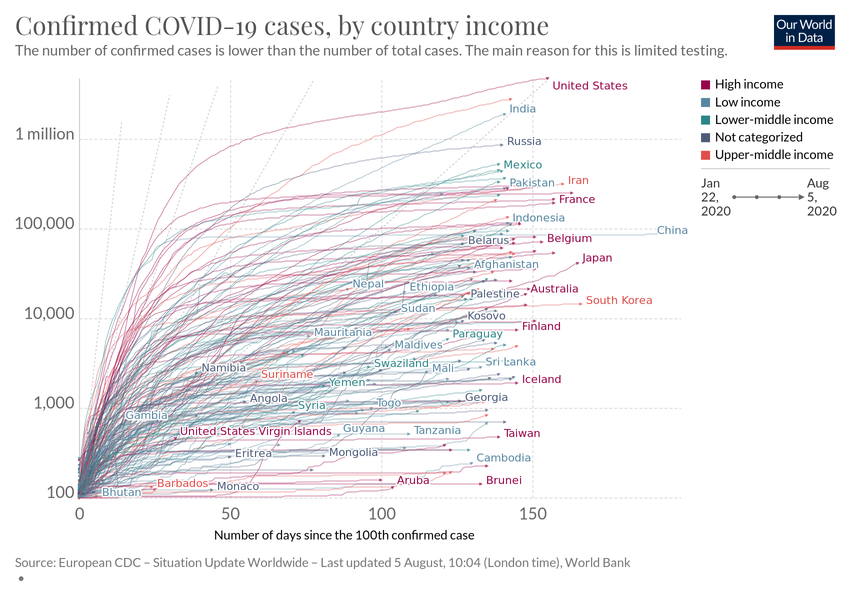 Confirmed COVID-19 cases, by country income
Our World
in Data
The number of confirmed cases is lower than the number of total cases. The main reason for this is limited testing.
High income
Low income
Lower-middle income
Not categorized
Upper-middle income
Jan
22,
2020
Aug
5,
2020
United States
India
1 million
Russia
Mexico
Pakistan
Iran
France
Indonesia
100,000
China
Belarus
Belgium
Japan
Afghanistan
Nepal
Ethiopia
Palestine
Australia
South Korea
Sudan
10,000
Kosovo
Finland
Mauritania
Paraguay
Maldives
Swaziland
Sri Lanka
Namibia
Mali
Suriname
Yemen
Iceland
Angola
Georgia
1,000
Syria
Togo
Gambia
United States Virgin Islands
Guyana
Tanzania
Taiwan
Eritrea
Mongolia
Cambodia
Barbados
Aruba
Brunei
100
Bhutan
Monaco
0
50
100
150
Number of days since the 100th confirmed case
Source: European CDC – Situation Update Worldwide – Last updated 5 August, 10:04 (London time), World Bank